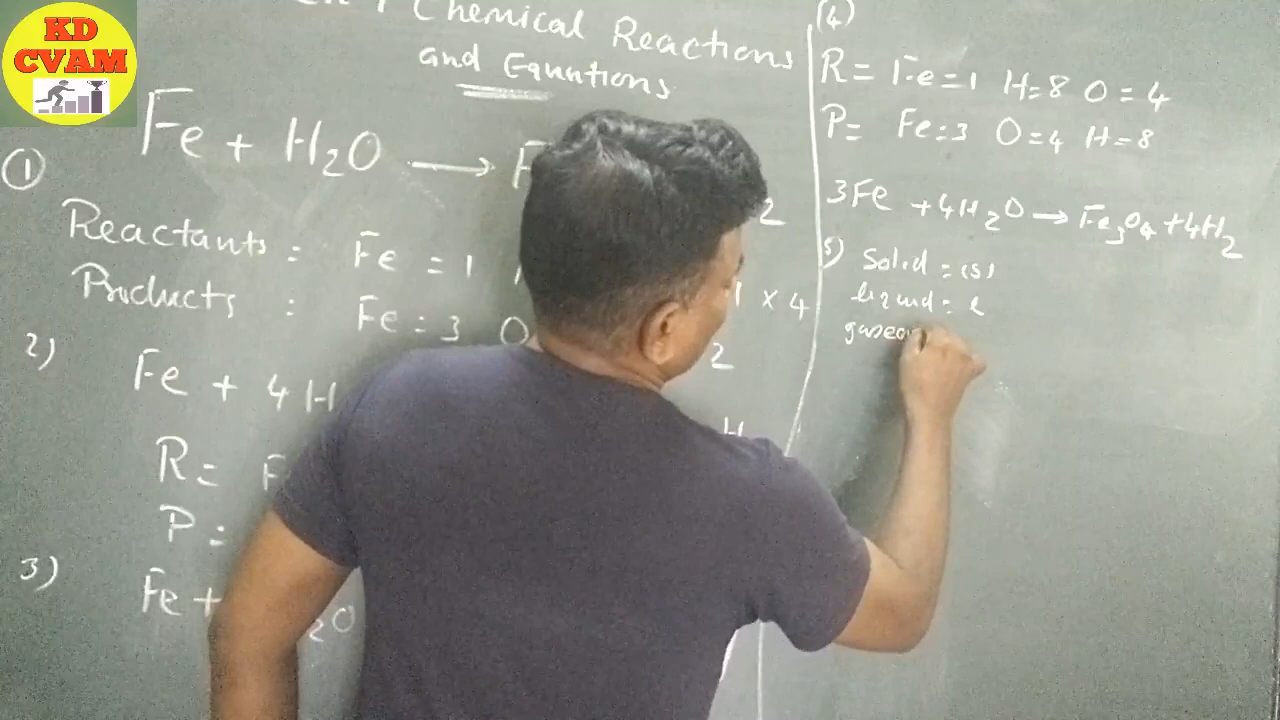 KD
CVAM
Chemical Reactions
and Equations
① Fe + H₂O ⟶ F
2
Reactants : Fe = 1
1 × 4
Products : Fe = 3 O
2
2) Fe + 4H
H
R =
P =
3) Fe + ₂O
(4)
R = Fe = 1 H = 8 O = 4
P = Fe = 3 O = 4 H = 8
3Fe + 4H₂O ⟶ Fe₃O₄ + 4H₂
5) Solid = (s)
liquid = l